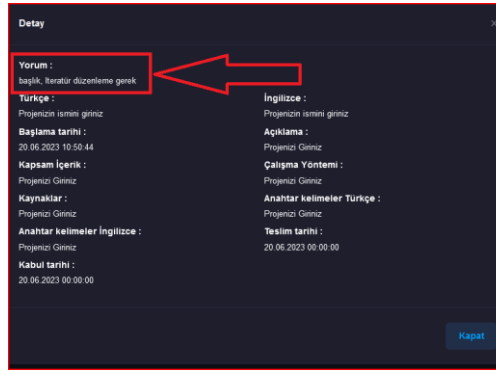 Detay
Yorum :
başlık, lteratür düzenleme gerek
Türkçe :
Projenizin ismini giriniz
İngilizce :
Projenizin ismini giriniz
Başlama tarihi :
20.06.2023 10:50:44
Açıklama :
Projenizi Giriniz
Kapsam İçerik :
Projenizi Giriniz
Çalışma Yöntemi :
Projenizi Giriniz
Kaynaklar :
Projenizi Giriniz
Anahtar kelimeler Türkçe :
Projenizi Giriniz
Anahtar kelimeler İngilizce :
Projenizi Giriniz
Teslim tarihi :
20.06.2023 00:00:00
Kabul tarihi :
20.06.2023 00:00:00
Kapat